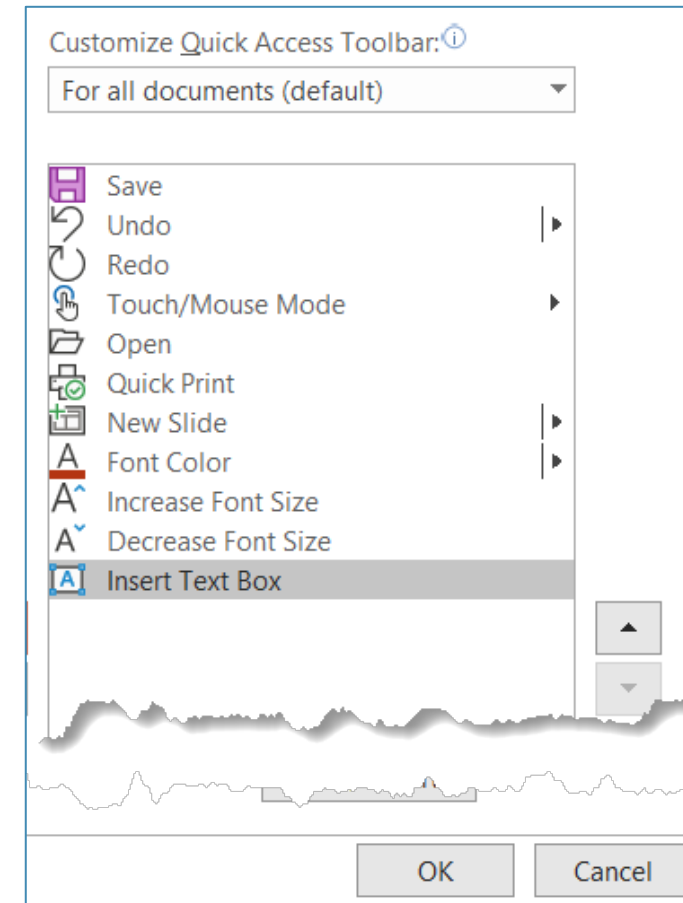 Customize Quick Access Toolbar:
For all documents (default)
Save
Undo
Redo
Touch/Mouse Mode
Open
Quick Print
New Slide
A Font Color
A Increase Font Size
A Decrease Font Size
A Insert Text Box
OK Cancel